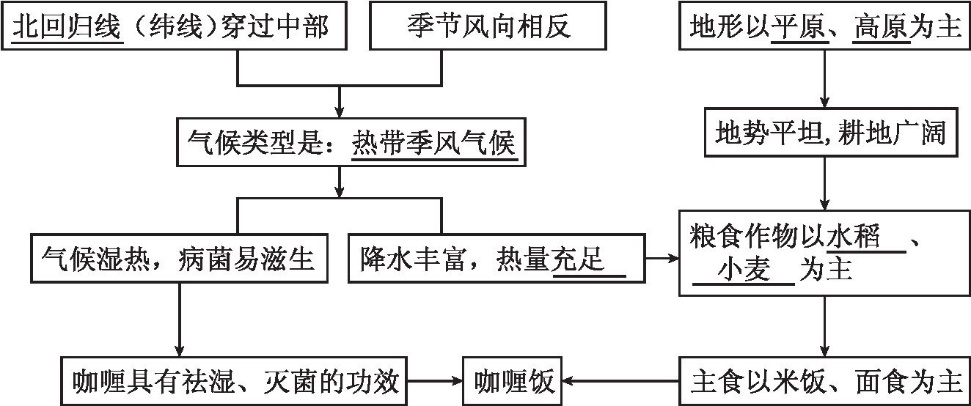 北回归线（纬线）穿过中部
季节风向相反
地形以平原、高原为主
气候类型是：热带季风气候
地势平坦,耕地广阔
气候湿热，病菌易滋生
降水丰富，热量充足
粮食作物以水稻、
小麦 为主
咖喱具有祛湿、灭菌的功效
咖喱饭
主食以米饭、面食为主